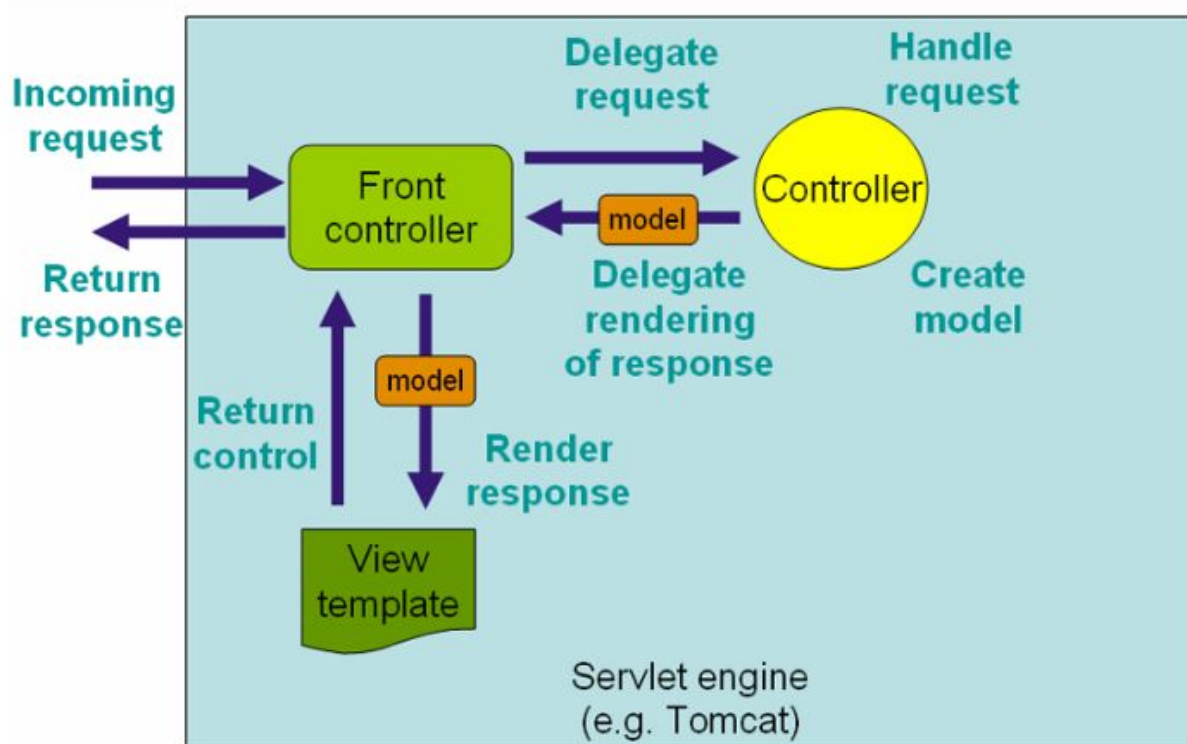 Incoming
request
Return
response
Front
controller
Delegate
request
Handle
request
Controller
model
Delegate
rendering
of response
Create
model
Return
control
model
Render
response
View
template
Servlet engine
(e.g. Tomcat)